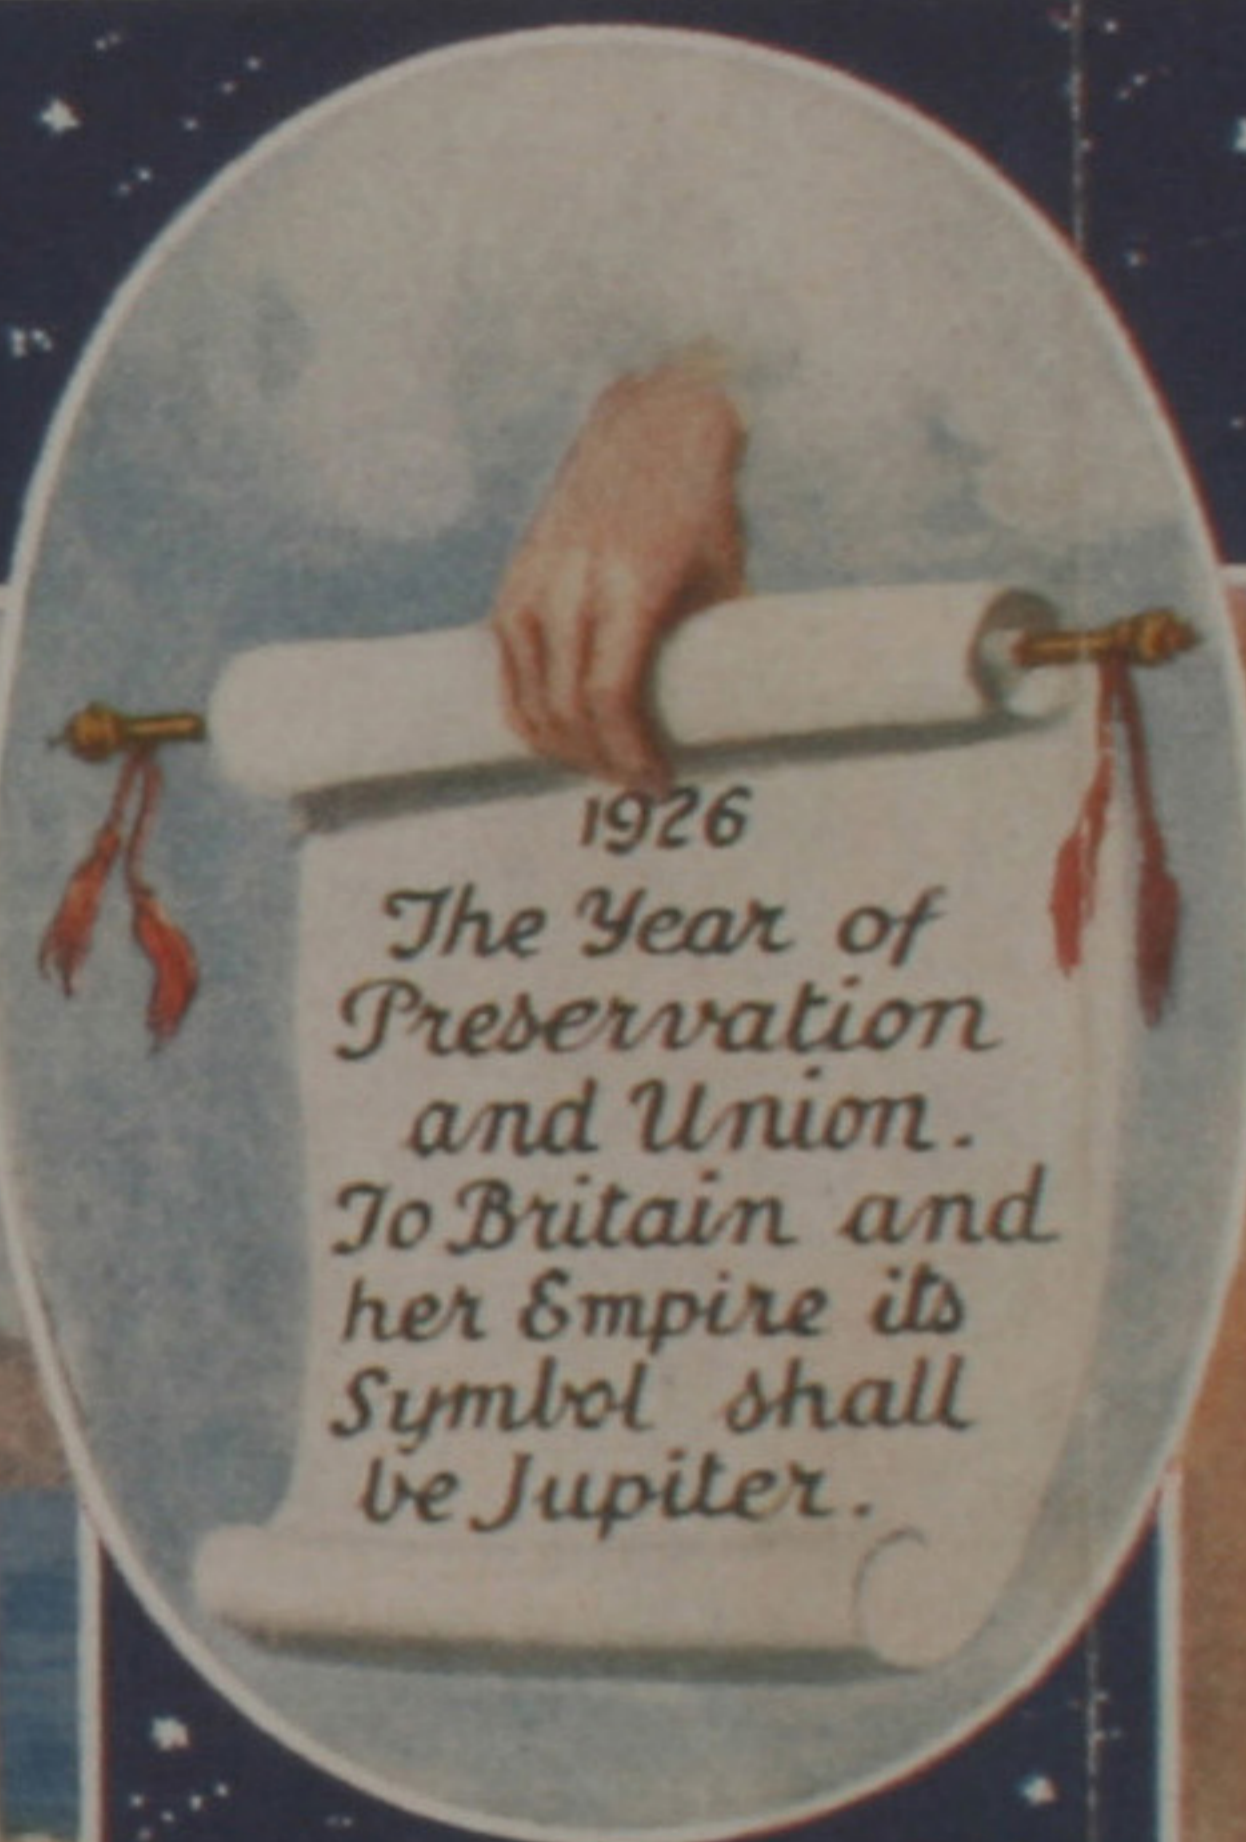 1926
The Year of
Preservation
and Union.
To Britain and
her Empire its
Symbol shall
be Jupiter.